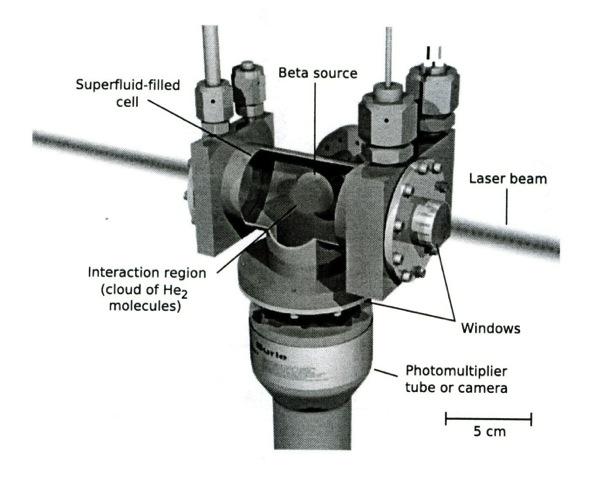 Beta source
Superfluid-filled
cell
Laser beam
Interaction region
(cloud of He2
molecules)
Windows
Burle
Photomultiplier
tube or camera
5 cm